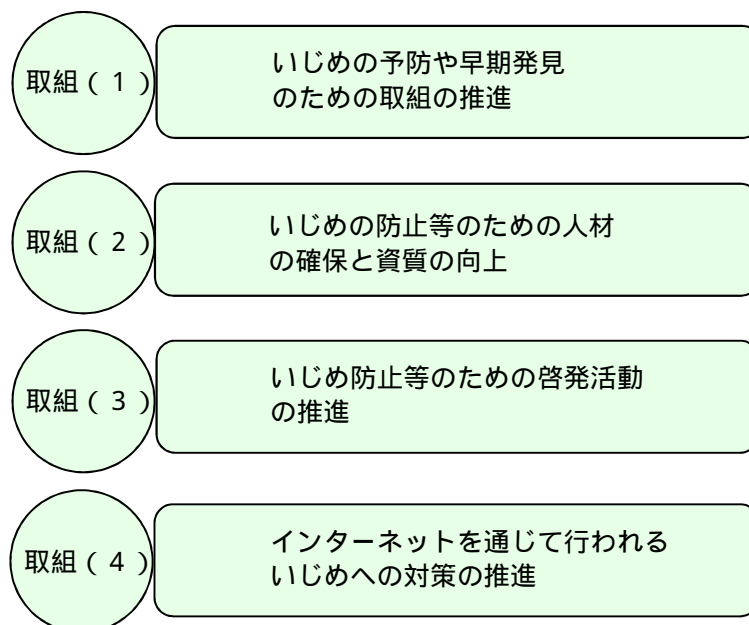 取組(1)
いじめの予防や早期発見
のための取組の推進
取組(2)
いじめの防止等のための人材
の確保と資質の向上
取組(3)
いじめ防止等のための啓発活動
の推進
取組(4)
インターネットを通じて行われる
いじめへの対策の推進